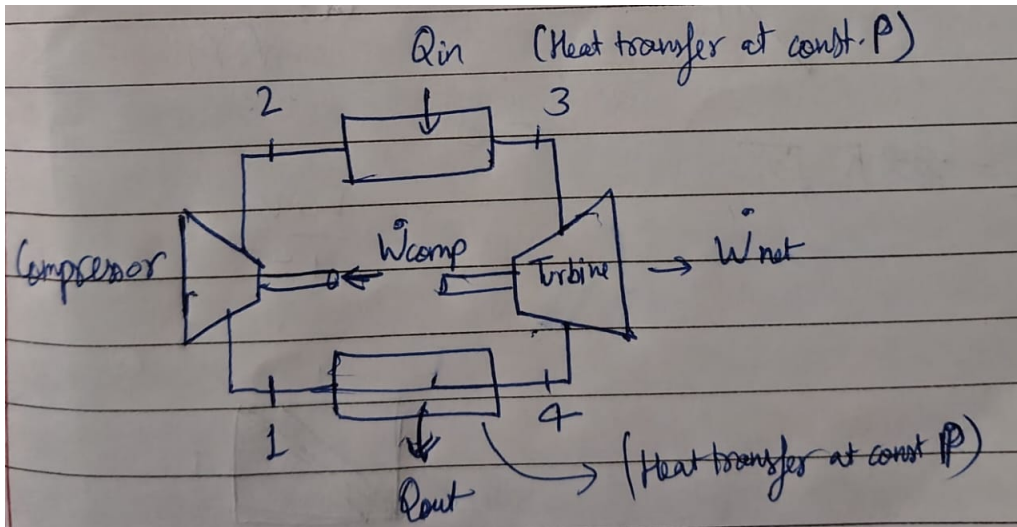 Qin (Heat transfer at const. P)
2 3
Compressor Ẇcomp Turbine → Ẇnet
1 4
Qout (Heat transfer at const P)